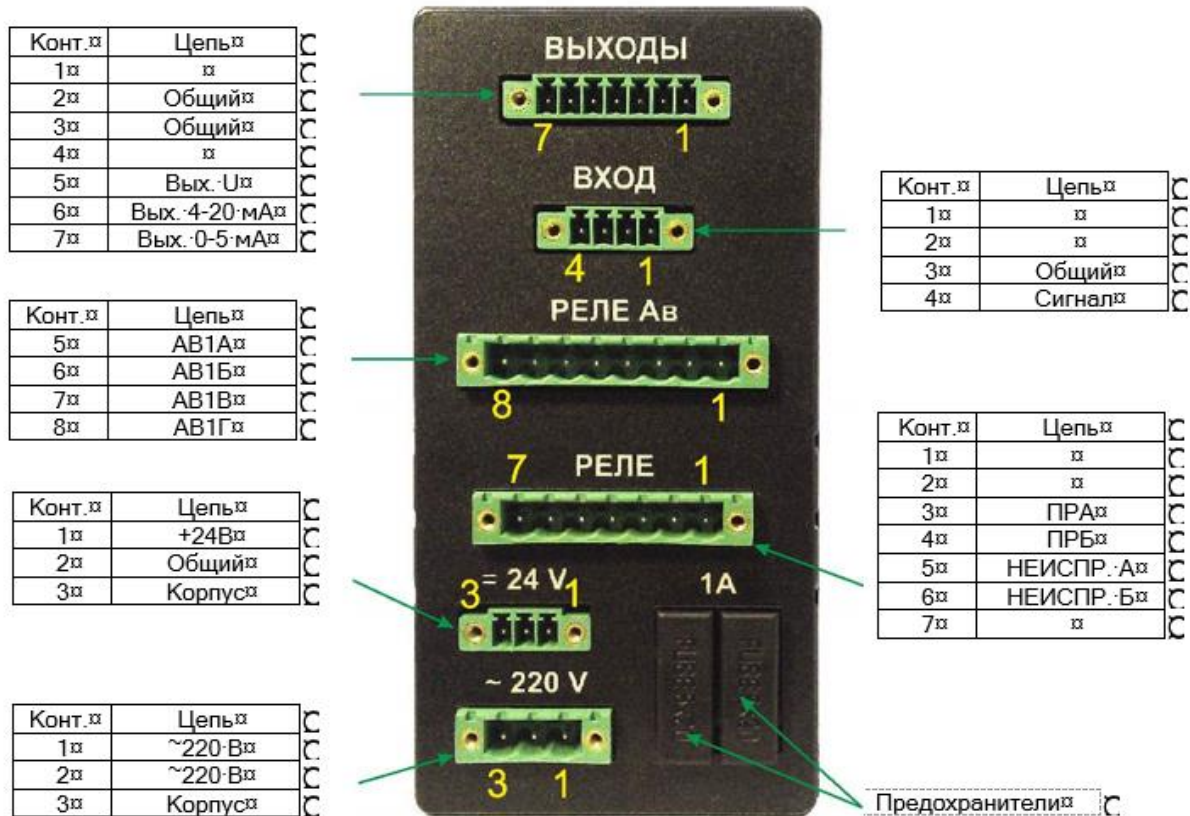 Конт.¤ Цепь¤
1¤ ¤
2¤ Общий¤
3¤ Общий¤
4¤ ¤
5¤ Вых.·U¤
6¤ Вых.·4-20·мА¤
7¤ Вых.·0-5·мА¤
Конт.¤ Цепь¤
5¤ АВ1А¤
6¤ АВ1Б¤
7¤ АВ1В¤
8¤ АВ1Г¤
Конт.¤ Цепь¤
1¤ +24В¤
2¤ Общий¤
3¤ Корпус¤
Конт.¤ Цепь¤
1¤ ~220·В¤
2¤ ~220·В¤
3¤ Корпус¤
ВЫХОДЫ
7 1
ВХОД
4 1
РЕЛЕ Ав
8 1
7 РЕЛЕ 1
= 24 V 1А
3 1
~ 220 V
3 1
Конт.¤ Цепь¤
1¤ ¤
2¤ ¤
3¤ Общий¤
4¤ Сигнал¤
Конт.¤ Цепь¤
1¤ ¤
2¤ ¤
3¤ ПРА¤
4¤ ПРБ¤
5¤ НЕИСПР.·А¤
6¤ НЕИСПР.·Б¤
7¤ ¤
Предохранители¤